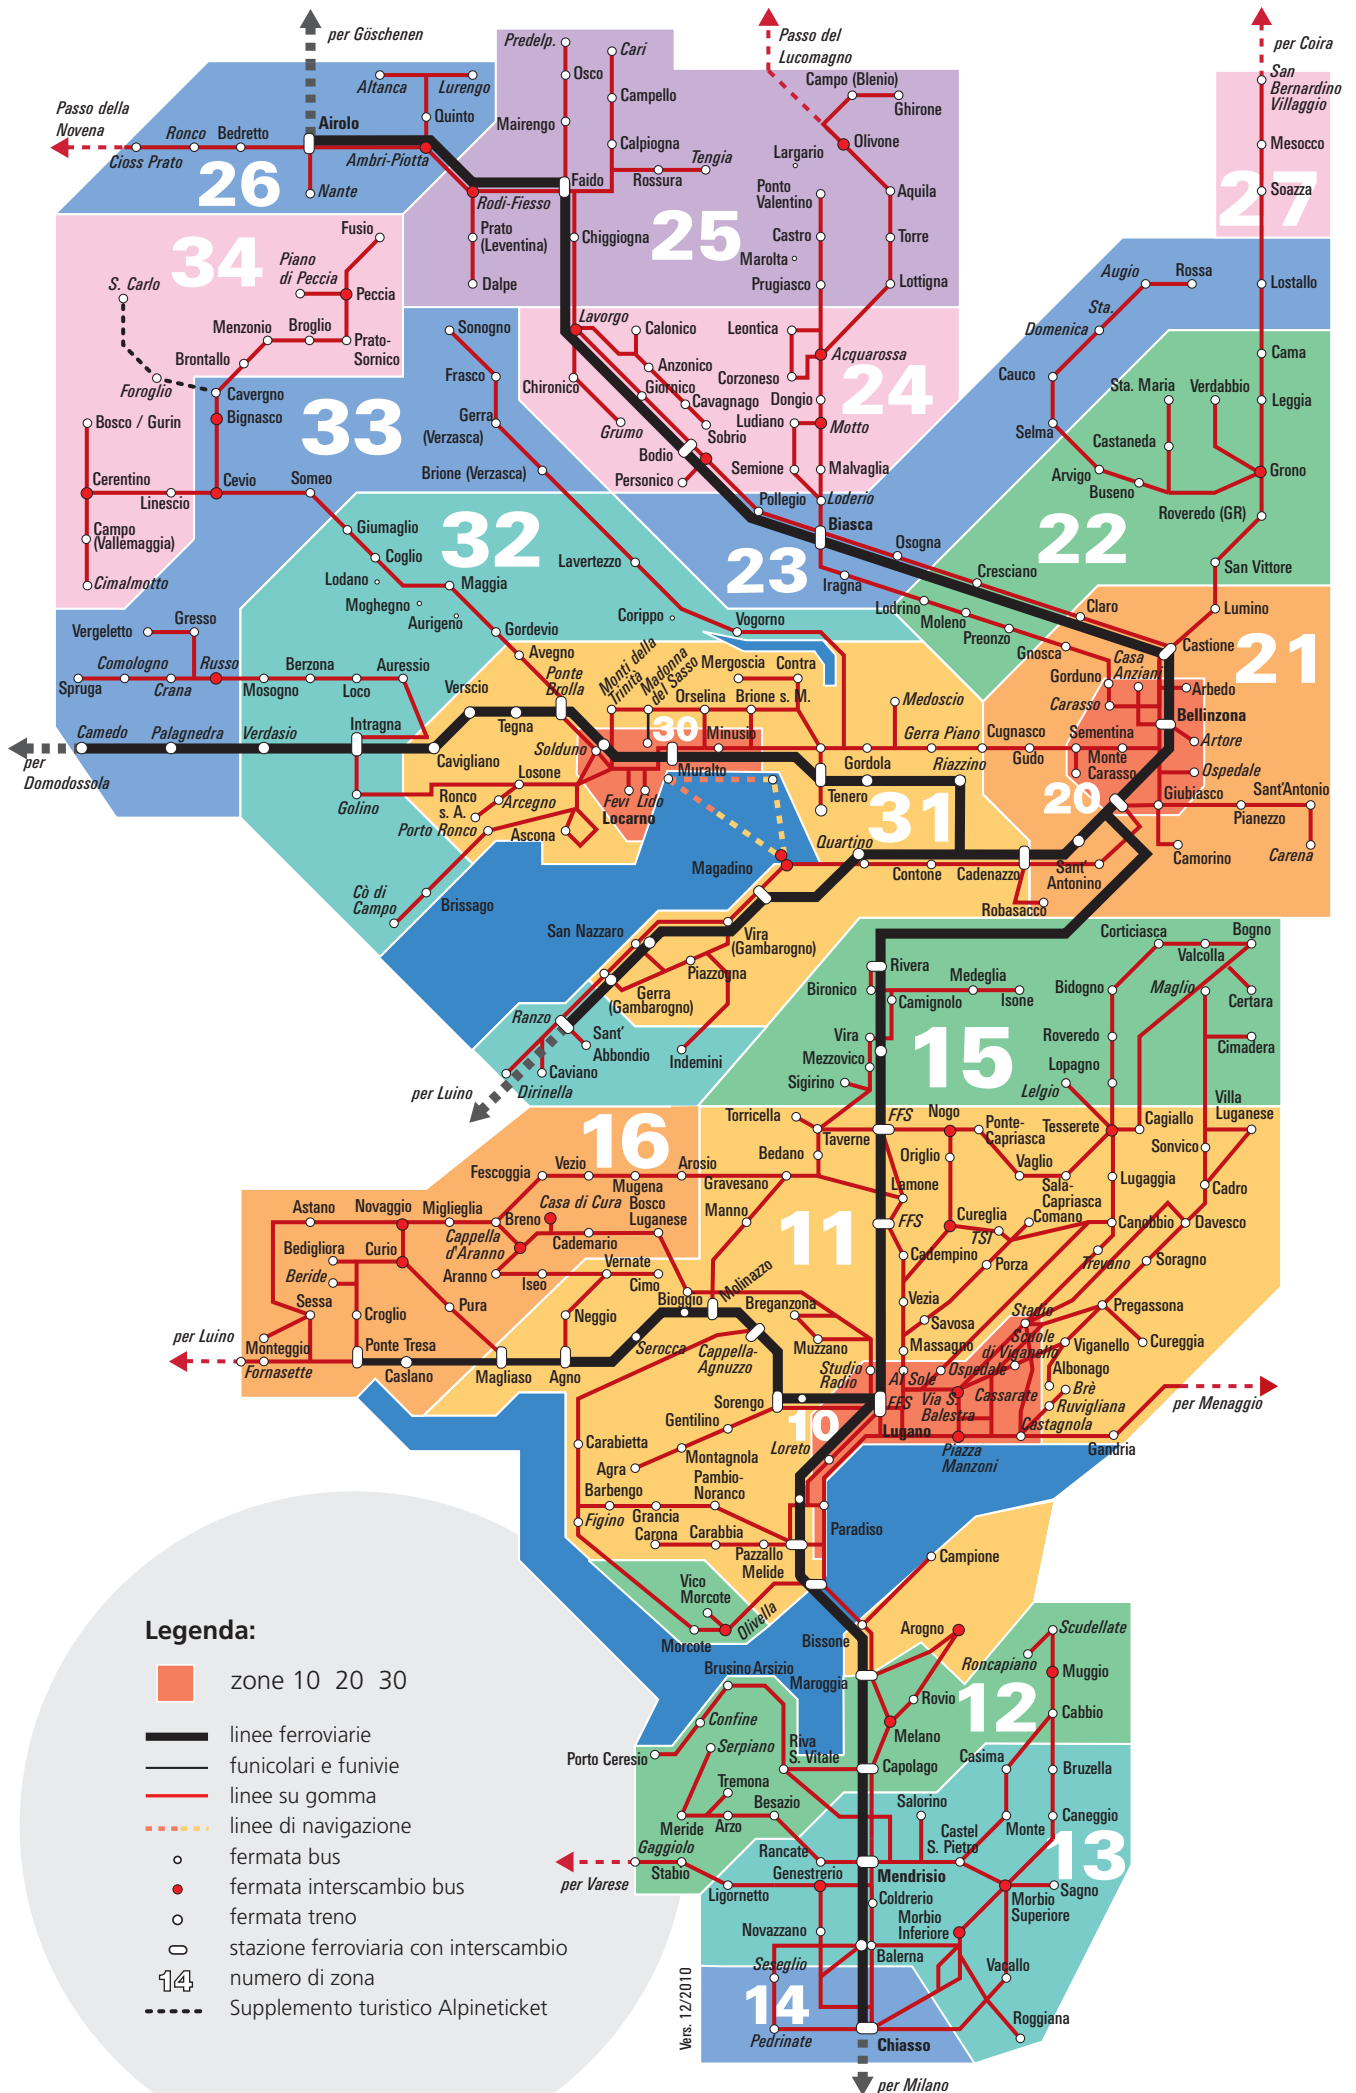 per Göschenen
Passo del
Lucomagno
per Coira
San
Bernardino
Villaggio
Predelp.
Cari
Osco
Campello
Mairengo
Calpiogna
Tengia
Rossura
Altanca
Lurengo
Quinto
Passo della
Novena
Ronco
Bedretto
Airolo
Cioss Prato
Ambri-Piotta
26
Nante
Faido
Rodi-Fiesso
Prato
(Leventina)
Dalpe
Chiggiogna
25
Campo (Blenio)
Ghirone
Olivone
Largario
Ponto
Valentino
Aquila
Castro
Torre
Marolta
Prugiasco
Lottigna
Mesocco
Soazza
27
Lostallo
Augio
Rossa
Sta.
Domenica
Cauco
Selma
Arvigo
Buseno
Cama
Sta. Maria
Verdabbio
Leggia
Castaneda
Grono
Roveredo (GR)
22
San Vittore
Lumino
34
Fusio
Piano
di Peccia
Peccia
S. Carlo
Menzonio
Broglio
Prato-
Sornico
Brontallo
Foroglio
Cavergno
Bignasco
Bosco / Gurin
Cerentino
Linescio
Cevio
Someo
Campo
(Vallemaggia)
Cimalmotto
33
Sonogno
Frasco
Gerra
(Verzasca)
Brione (Verzasca)
Lavorgo
Calonico
Anzonico
Chironico
Giornico
Cavagnago
Grumo
Sobrio
Bodio
Personico
Pollegio
Leontica
Acquarossa
Corzoneso
24
Dongio
Ludiano
Motto
Semione
Malvaglia
Loderio
Biasca
23
Osogna
Iragna
Cresciano
Lodrino
Moleno
Claro
Preonzo
Gnosca
Castione
21
Casa
Anziani
Gorduno
Arbedo
Carasso
Bellinzona
Artore
Ospedale
32
Giumaglio
Coglio
Lodano
Maggia
Moghegno
Aurigeno
Gordevio
Avegno
Lavertezzo
Corippo
Vogorno
Ponte
Brolla
Monti della
Trinità
Madonna
del Sasso
Mergoscia
Contra
Orselina
Brione s. M.
Verscio
Tegna
Vergeletto
Gresso
Comologno
Russo
Berzona
Auressio
Spruga
Crana
Mosogno
Loco
Intragna
Camedo
Palagnedra
Verdasio
per
Domodossola
Cavigliano
Golino
Solduno
30
Minusio
Muralto
Losone
Ronco
s. A.
Arcegno
Porto Ronco
Ascona
Fevi
Lido
Locarno
Medoscio
Gerra Piano
Cugnasco
Gordola
Riazzino
Gudo
Tenero
31
Sementina
Monte
Carasso
20
Giubiasco
Sant'Antonio
Pianezzo
Camorino
Carena
Quartino
Magadino
Contone
Cadenazzo
Sant'
Antonino
Robasacco
Cò di
Campo
Brissago
San Nazzaro
Vira
(Gambarogno)
Piazzogna
Gerra
(Gambarogno)
Ranzo
Sant'
Abbondio
Indemini
Caviano
Dirinella
per Luino
Rivera
Bironico
Medeglia
Camignolo
Isone
Vira
Mezzovico
Sigirino
15
Corticiasca
Bogno
Valcolla
Bidogno
Maglio
Certara
Roveredo
Cimadera
Lopagno
Lelgio
Villa
Luganese
Torricella
FFS
Nogo
Ponte-
Capriasca
Tesserete
Cagiallo
Taverne
Bedano
Origlio
Vaglio
Sonvico
Lamone
Sala-
Capriasca
Lugaggia
Cadro
16
Fescoggia
Vezio
Arosio
Mugena
Gravesano
Manno
Casa di Cura
Bosco
Luganese
Breno
Cademario
Astano
Novaggio
Miglieglia
Cappella
d'Aranno
Bedigliora
Curio
Beride
Aranno
Iseo
Vernate
Cimo
Sessa
Croglio
Pura
Neggio
per Luino
Monteggio
Fornasette
Ponte Tresa
Caslano
Magliaso
Agno
Serocca
Bioggio
Molinazzo
Breganzona
Cappella-
Agnuzzo
Muzzano
11
FFS
Cureglia
Comano
TSI
Canobbio
Davesco
Cadempino
Porza
Trevano
Soragno
Vezia
Savosa
Massagno
Stadio
Pregassona
Scuole
di Viganello
Viganello
Cureggia
Studio
Radio
Al Sole
Ospedale
Albonago
Cassarate
Brè
Ruvigliana
Via S.
Balestra
Castagnola
per Menaggio
Gandria
Piazza
Manzoni
FFS
Lugano
10
Sorengo
Gentilino
Loreto
Carabietta
Montagnola
Agra
Pambio-
Noranco
Barbengo
Figino
Grancia
Carona
Carabbia
Pazzallo
Paradiso
Melide
Campione
Vico
Morcote
Olivella
Morcote
Bissone
Arogno
Brusino Arsizio
Maroggia
Rovio
12
Scudellate
Roncapiano
Muggio
Cabbio
Melano
Confine
Porto Ceresio
Serpiano
Riva
S. Vitale
Capolago
Casima
Bruzella
Tremona
Besazio
Salorino
Caneggio
Meride
Arzo
Castel
S. Pietro
Monte
13
Gaggiolo
Rancate
Mendrisio
per Varese
Stabio
Genestrerio
Ligornetto
Coldrerio
Sagno
Morbio
Superiore
Morbio
Inferiore
Novazzano
Balerna
Seseglio
Vacallo
14
Roggiana
Pedrinate
Chiasso
per Milano
Vers. 12/2010
Legenda:
zone 10 20 30
linee ferroviarie
funicolari e funivie
linee su gomma
linee di navigazione
fermata bus
fermata interscambio bus
fermata treno
stazione ferroviaria con interscambio
14 numero di zona
Supplemento turistico Alpineticket